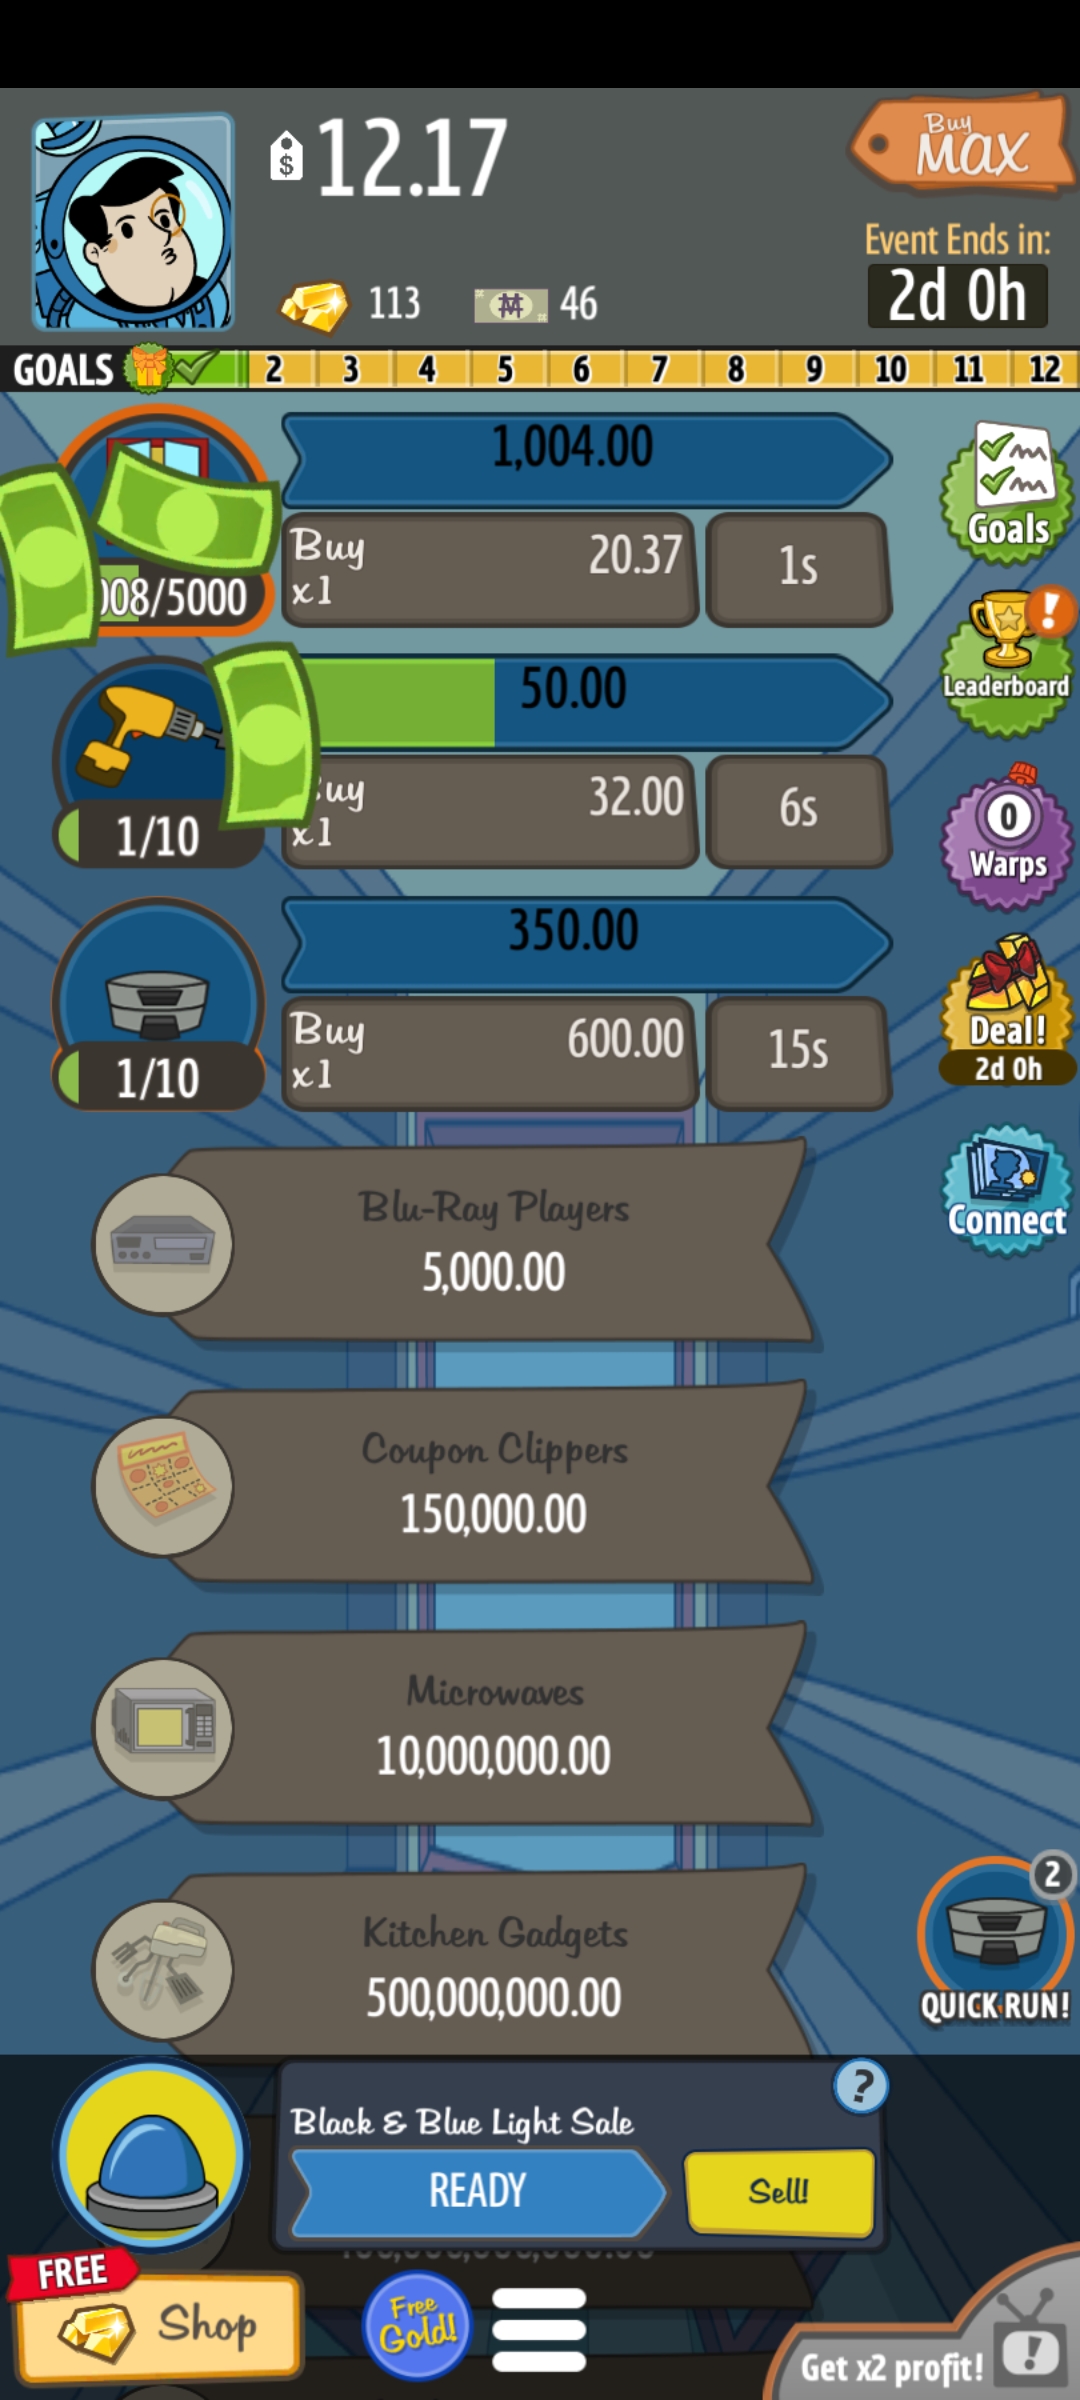 $ 12.17
Buy
MAX
Event Ends in:
2d 0h
113
46
GOALS 2 3 4 5 6 7 8 9 10 11 12
1,004.00
Buy
x1
20.37
1s
008/5000
Goals
50.00
uy
x1
32.00
6s
1/10
Leaderboard
0
Warps
350.00
Buy
x1
600.00
15s
1/10
Deal!
2d 0h
Connect
Blu-Ray Players
5,000.00
Coupon Clippers
150,000.00
Microwaves
10,000,000.00
Kitchen Gadgets
500,000,000.00
2
QUICK RUN!
?
Black & Blue Light Sale
READY
Sell!
FREE
Shop
Free
Gold!
Get x2 profit!